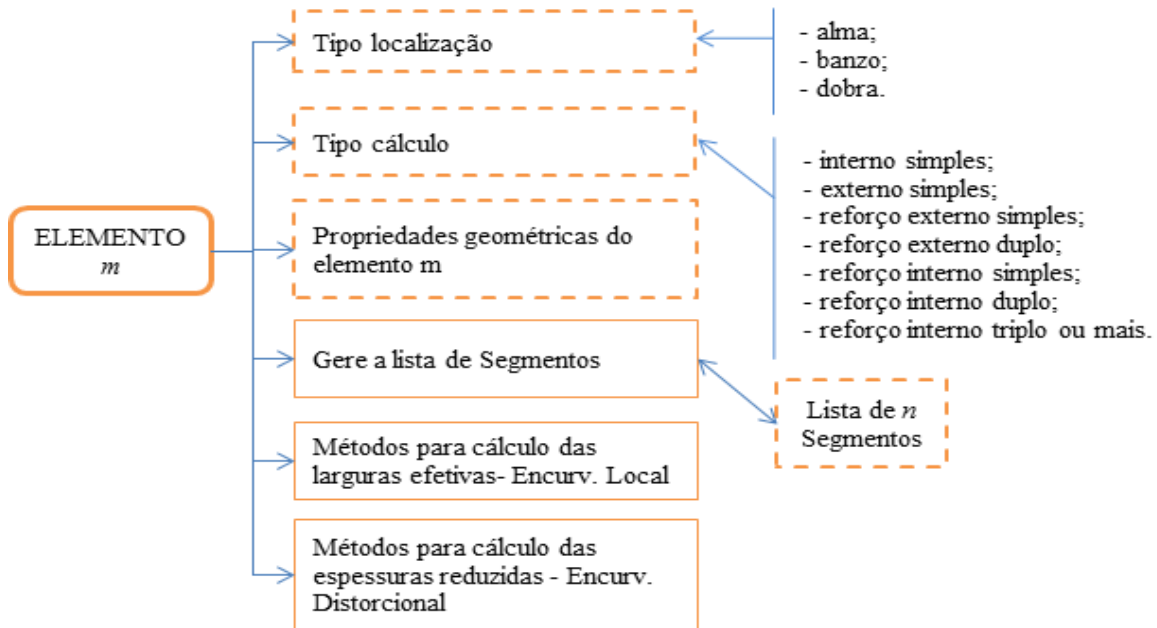 ELEMENTO
m
Tipo localização
- alma;
- banzo;
- dobra.
Tipo cálculo
- interno simples;
- externo simples;
- reforço externo simples;
- reforço externo duplo;
- reforço interno simples;
- reforço interno duplo;
- reforço interno triplo ou mais.
Propriedades geométricas do
elemento m
Gere a lista de Segmentos
Lista de n
Segmentos
Métodos para cálculo das
larguras efetivas- Encurv. Local
Métodos para cálculo das
espessuras reduzidas - Encurv.
Distorcional